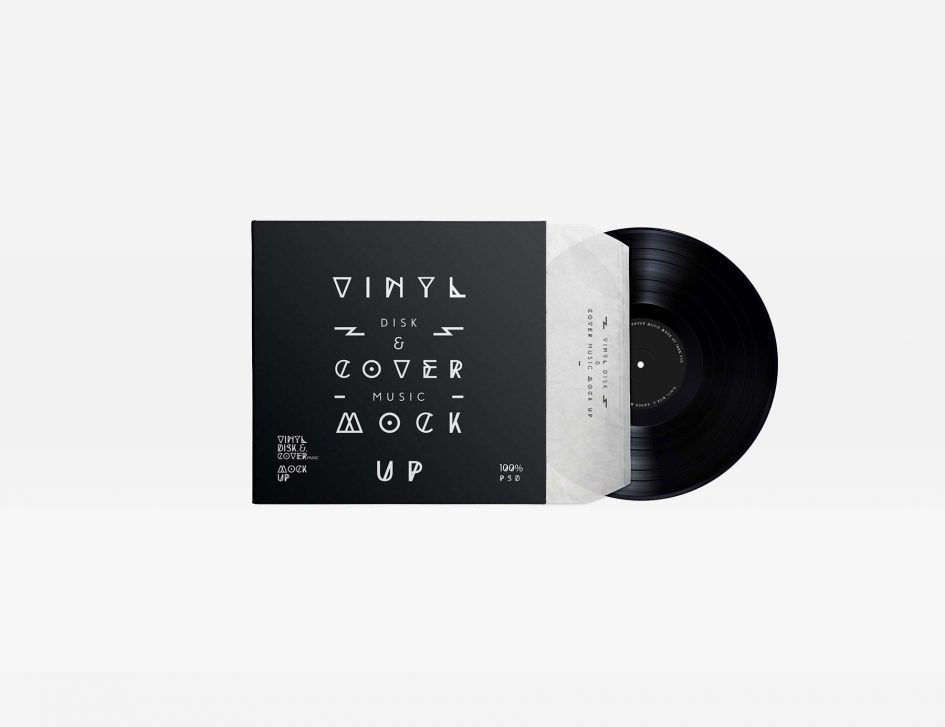 VINYL
DISK
&
COVER
MUSIC
MOCK
UP
VINYL
DISK &
COVER MUSIC
MOCK
UP
100%
PSD
VINYL DISK
&
COVER MUSIC MOCK UP